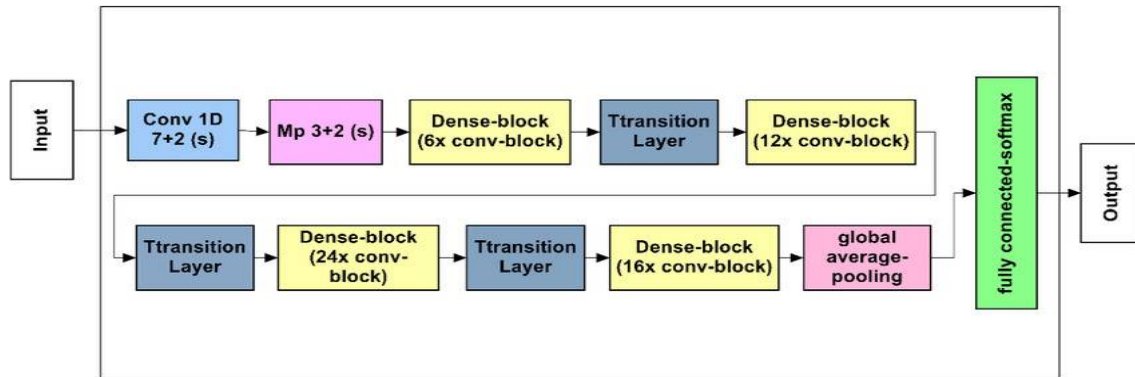 Input
Conv 1D
7+2 (s)
Mp 3+2 (s)
Dense-block
(6x conv-block)
Ttransition
Layer
Dense-block
(12x conv-block)
Ttransition
Layer
Dense-block
(24x conv-
block)
Ttransition
Layer
Dense-block
(16x conv-block)
global
average-
pooling
fully connected-softmax
Output